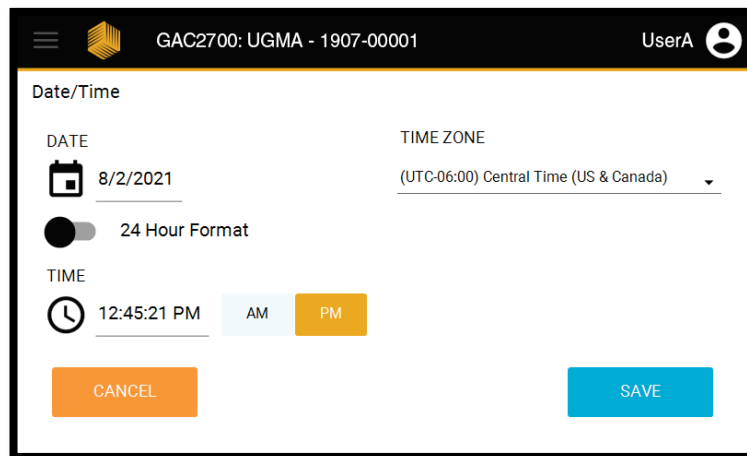 GAC2700: UGMA - 1907-00001 UserA
Date/Time
DATE TIME ZONE
8/2/2021 (UTC-06:00) Central Time (US & Canada)
24 Hour Format
TIME
12:45:21 PM AM PM
CANCEL SAVE